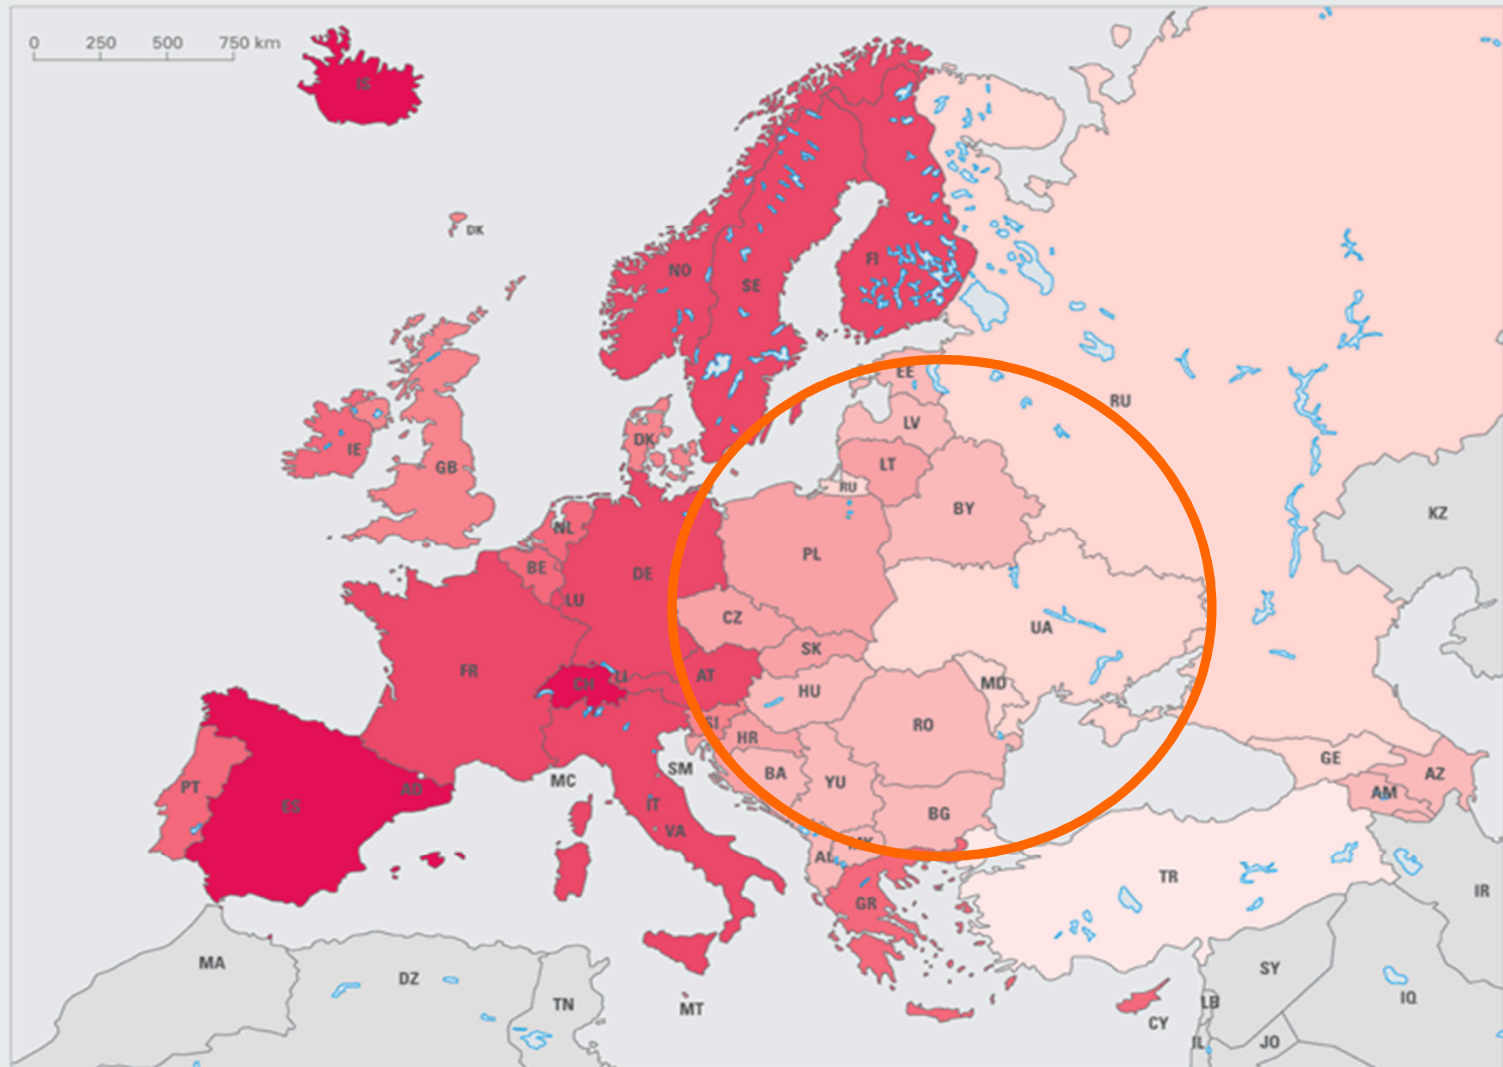 0 250 500 750 km
IS
DK
NO
SE
FI
RU
EE
LV
LT
RU
BY
IE
GB
DK
NL
BE
LU
DE
PL
KZ
CZ
SK
UA
FR
CH
LI
AT
HU
MD
SI
HR
RO
BA
YU
BG
PT
ES
AD
MC
SM
IT
VA
GE
AZ
AM
MK
AL
GR
TR
IR
MA
DZ
TN
MT
CY
SY
LB
IQ
IL
JO